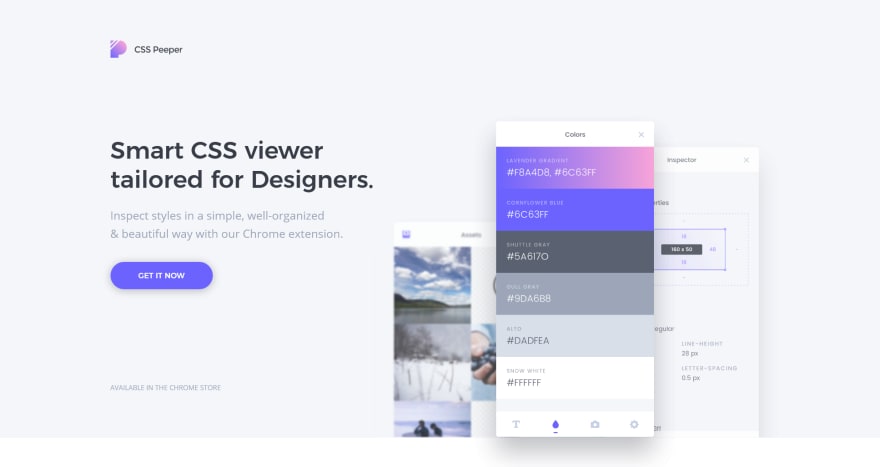 CSS Peeper
Smart CSS viewer
tailored for Designers.
Inspect styles in a simple, well-organized
& beautiful way with our Chrome extension.
GET IT NOW
AVAILABLE IN THE CHROME STORE
Assets
Colors
LAVENDER GRADIENT
#F8A4D8, #6C63FF
CORNFLOWER BLUE
#6C63FF
SHUTTLE GRAY
#5A6170
GULL GRAY
#9DA6B8
ALTO
#DADFEA
SNOW WHITE
#FFFFFF
Inspector
erties
18
160 x 50
48
18
egular
LINE-HEIGHT
28 px
LETTER-SPACING
0.5 px